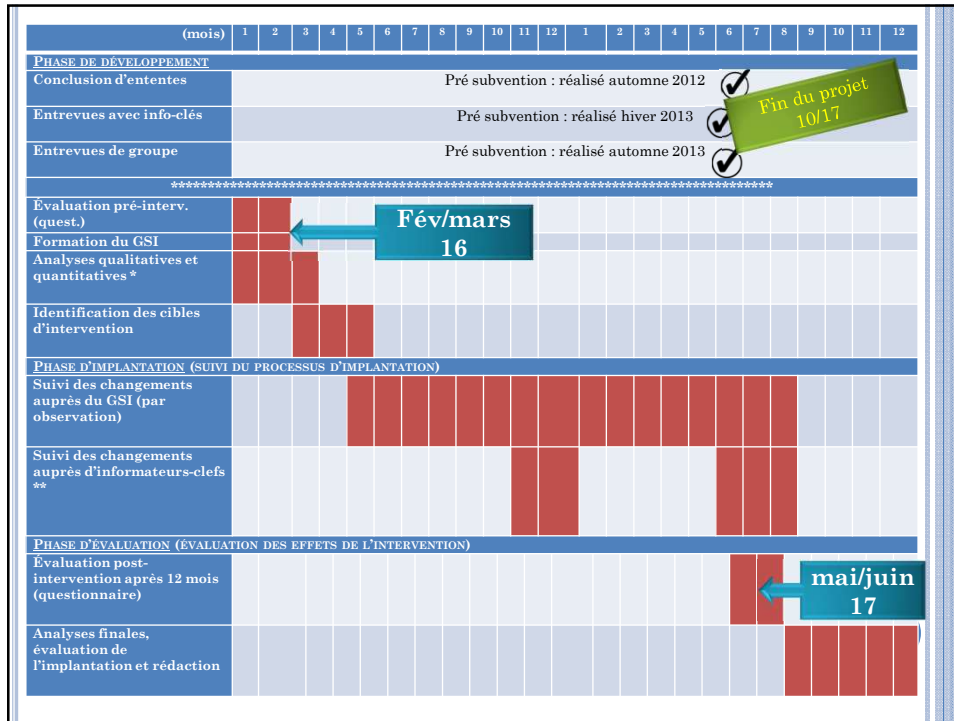 (mois) 1 2 3 4 5 6 7 8 9 10 11 12 1 2 3 4 5 6 7 8 9 10 11 12
PHASE DE DÉVELOPPEMENT
Conclusion d'ententes Pré subvention : réalisé automne 2012
Fin du projet
10/17
Entrevues avec info-clés Pré subvention : réalisé hiver 2013
Entrevues de groupe Pré subvention : réalisé automne 2013
**********************************************************************************
Évaluation pré-interv.
(quest.)
Fév/mars
16
Formation du GSI
Analyses qualitatives et
quantitatives *
Identification des cibles
d'intervention
PHASE D'IMPLANTATION (SUIVI DU PROCESSUS D'IMPLANTATION)
Suivi des changements
auprès du GSI (par
observation)
Suivi des changements
auprès d'informateurs-clefs
**
PHASE D'ÉVALUATION (ÉVALUATION DES EFFETS DE L'INTERVENTION)
Évaluation post-
intervention après 12 mois
(questionnaire)
mai/juin
17
Analyses finales,
évaluation de
l'implantation et rédaction